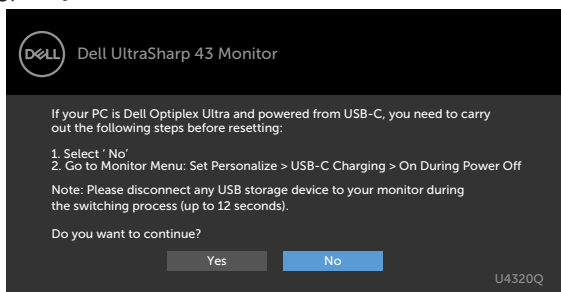 DELL
Dell UltraSharp 43 Monitor
If your PC is Dell Optiplex Ultra and powered from USB-C, you need to carry
out the following steps before resetting:
1. Select ‘ No’
2. Go to Monitor Menu: Set Personalize > USB-C Charging > On During Power Off
Note: Please disconnect any USB storage device to your monitor during
the switching process (up to 12 seconds).
Do you want to continue?
Yes
No
U4320Q